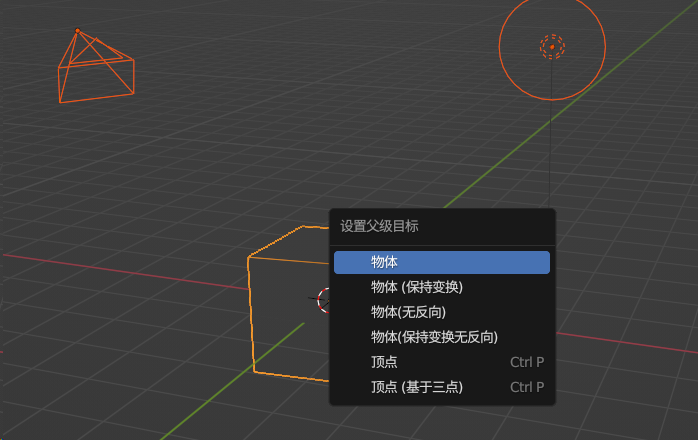 设置父级目标
物体
物体 (保持变换)
物体(无反向)
物体(保持变换无反向)
顶点 Ctrl P
顶点 (基于三点) Ctrl P